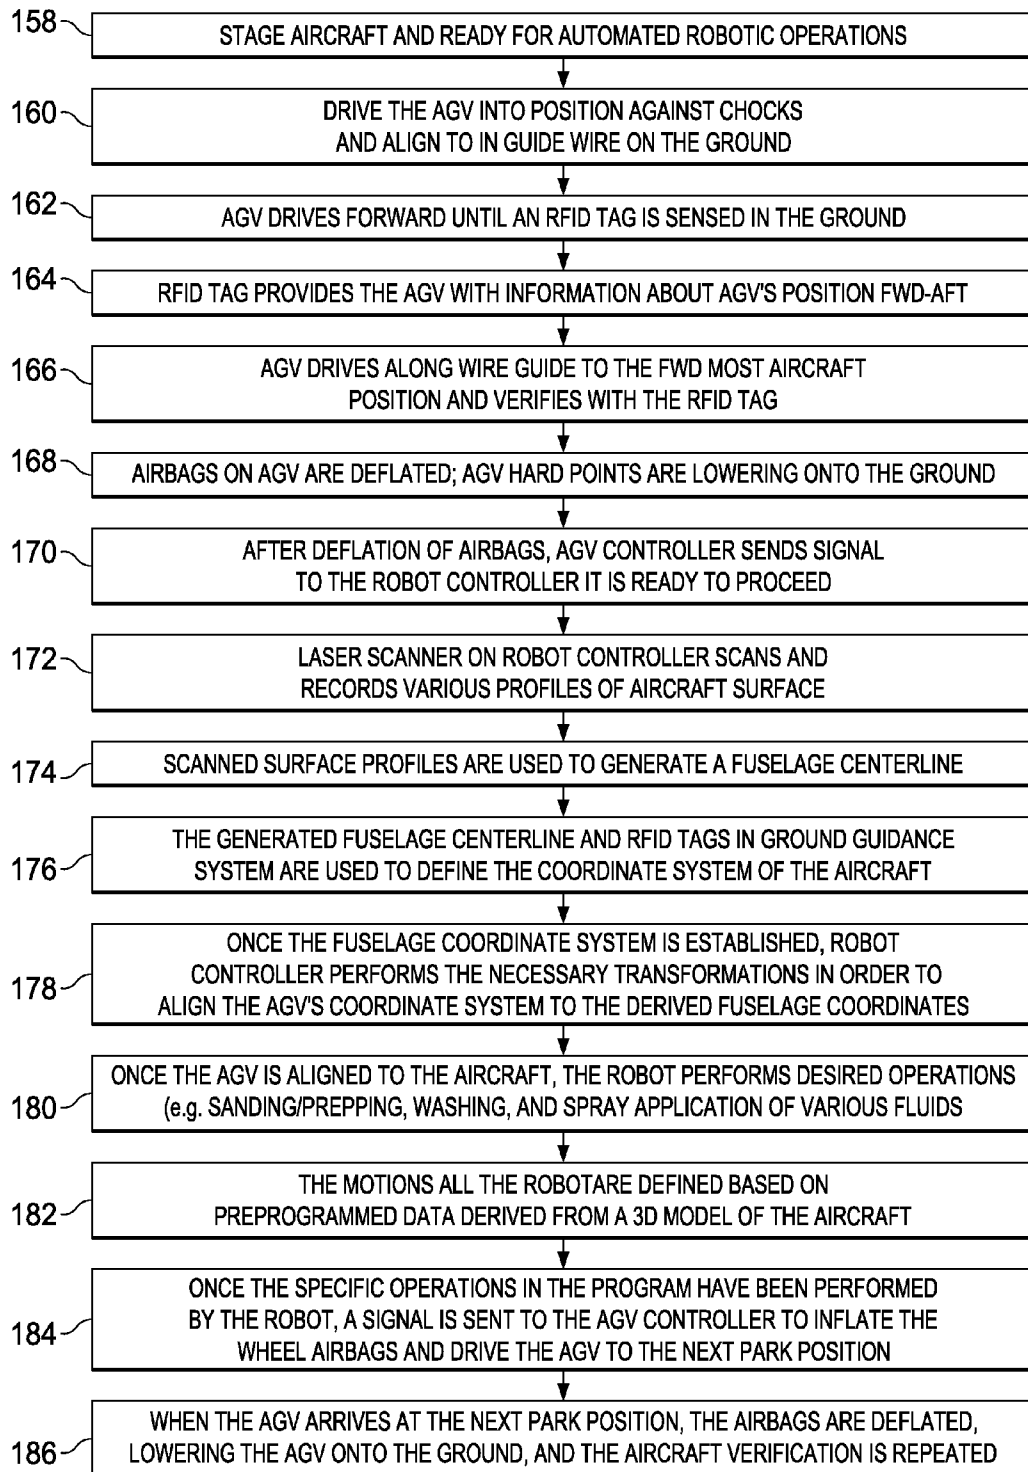 158
STAGE AIRCRAFT AND READY FOR AUTOMATED ROBOTIC OPERATIONS
160
DRIVE THE AGV INTO POSITION AGAINST CHOCKS
AND ALIGN TO IN GUIDE WIRE ON THE GROUND
162
AGV DRIVES FORWARD UNTIL AN RFID TAG IS SENSED IN THE GROUND
164
RFID TAG PROVIDES THE AGV WITH INFORMATION ABOUT AGV'S POSITION FWD-AFT
166
AGV DRIVES ALONG WIRE GUIDE TO THE FWD MOST AIRCRAFT
POSITION AND VERIFIES WITH THE RFID TAG
168
AIRBAGS ON AGV ARE DEFLATED; AGV HARD POINTS ARE LOWERING ONTO THE GROUND
170
AFTER DEFLATION OF AIRBAGS, AGV CONTROLLER SENDS SIGNAL
TO THE ROBOT CONTROLLER IT IS READY TO PROCEED
172
LASER SCANNER ON ROBOT CONTROLLER SCANS AND
RECORDS VARIOUS PROFILES OF AIRCRAFT SURFACE
174
SCANNED SURFACE PROFILES ARE USED TO GENERATE A FUSELAGE CENTERLINE
176
THE GENERATED FUSELAGE CENTERLINE AND RFID TAGS IN GROUND GUIDANCE
SYSTEM ARE USED TO DEFINE THE COORDINATE SYSTEM OF THE AIRCRAFT
178
ONCE THE FUSELAGE COORDINATE SYSTEM IS ESTABLISHED, ROBOT
CONTROLLER PERFORMS THE NECESSARY TRANSFORMATIONS IN ORDER TO
ALIGN THE AGV'S COORDINATE SYSTEM TO THE DERIVED FUSELAGE COORDINATES
180
ONCE THE AGV IS ALIGNED TO THE AIRCRAFT, THE ROBOT PERFORMS DESIRED OPERATIONS
(e.g. SANDING/PREPPING, WASHING, AND SPRAY APPLICATION OF VARIOUS FLUIDS
182
THE MOTIONS ALL THE ROBOTARE DEFINED BASED ON
PREPROGRAMMED DATA DERIVED FROM A 3D MODEL OF THE AIRCRAFT
184
ONCE THE SPECIFIC OPERATIONS IN THE PROGRAM HAVE BEEN PERFORMED
BY THE ROBOT, A SIGNAL IS SENT TO THE AGV CONTROLLER TO INFLATE THE
WHEEL AIRBAGS AND DRIVE THE AGV TO THE NEXT PARK POSITION
186
WHEN THE AGV ARRIVES AT THE NEXT PARK POSITION, THE AIRBAGS ARE DEFLATED,
LOWERING THE AGV ONTO THE GROUND, AND THE AIRCRAFT VERIFICATION IS REPEATED